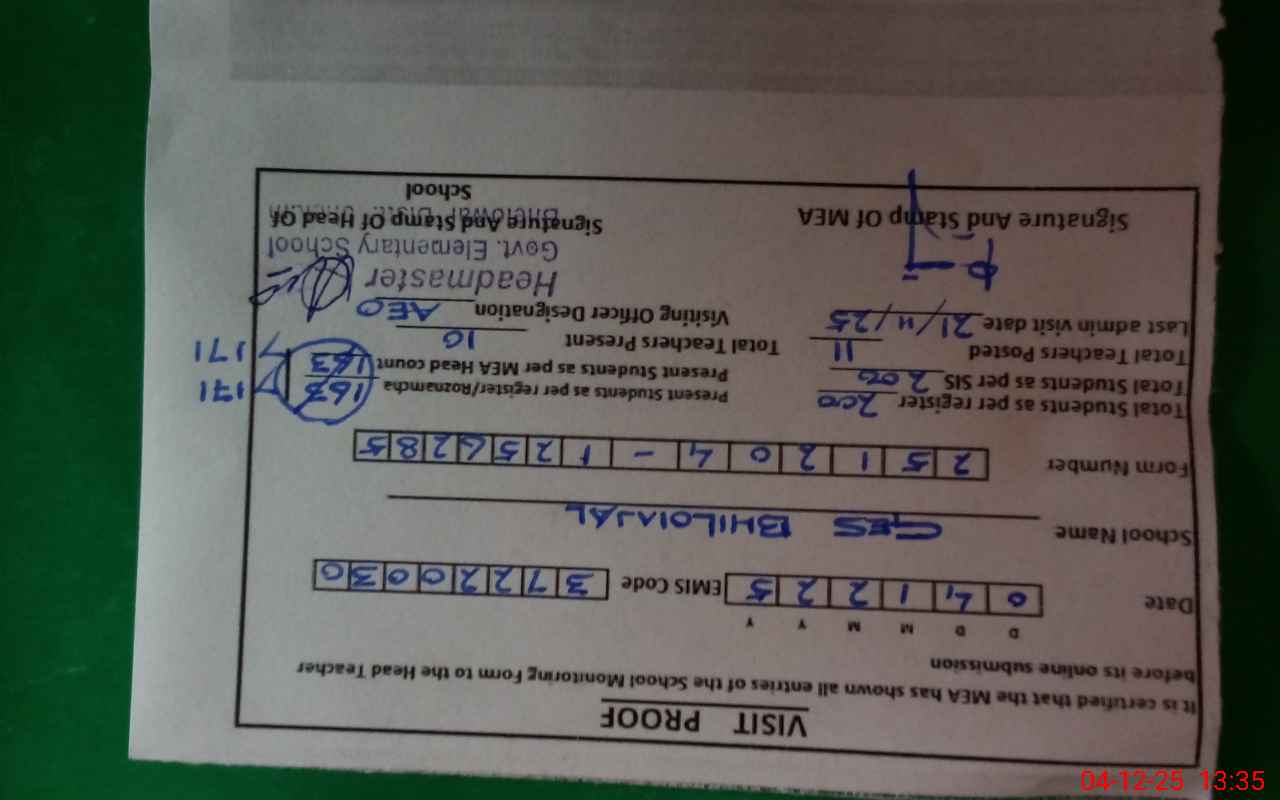 VISIT PROOF
It is certified that the MEA has shown all entries of the School Monitoring Form to the Head Teacher
before its online submission
D D M M Y Y
Date 0 4 1 2 2 5 EMIS Code 3 7 2 2 0 0 3 0
School Name GES BHILOWAL
Form Number 2 5 1 2 0 4 - 1 2 5 6 2 8 5
Total Students as per register 200 Present Students as per register/Roznamcha 171
Total Students as per SIS 200 Present Students as per MEA Head count 163 171
Total Teachers Posted 11 Total Teachers Present 10
Last admin visit date 21/11/25 Visiting Officer Designation AEO
Headmaster
Govt. Elementary School
Signature And Stamp Of MEA Signature And Stamp Of Head Of
School
04-12-25 13:35